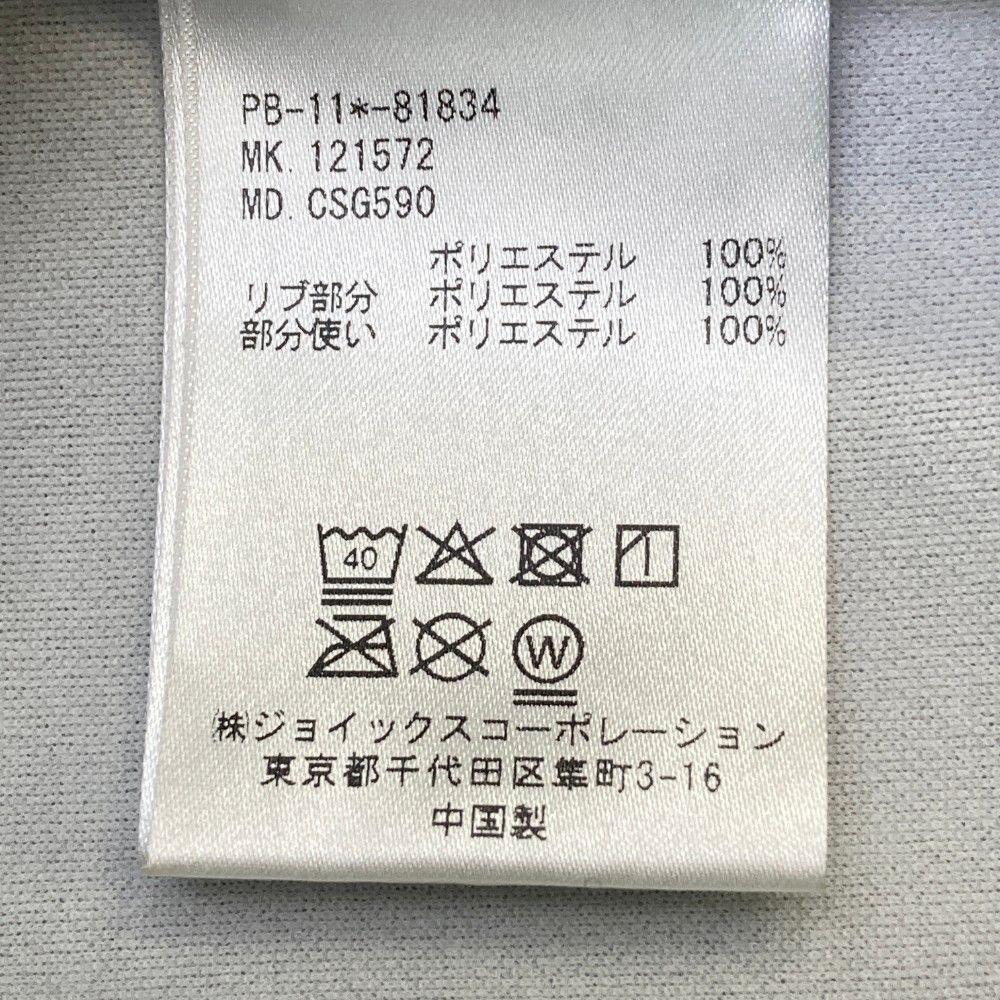 PB-11*-81834
MK. 121572
MD. CSG590
ポリエステル 100%
リブ部分 ポリエステル 100%
部分使い ポリエステル 100%
40
W
㈱ジョイックスコーポレーション
東京都千代田区隼町3-16
中国製